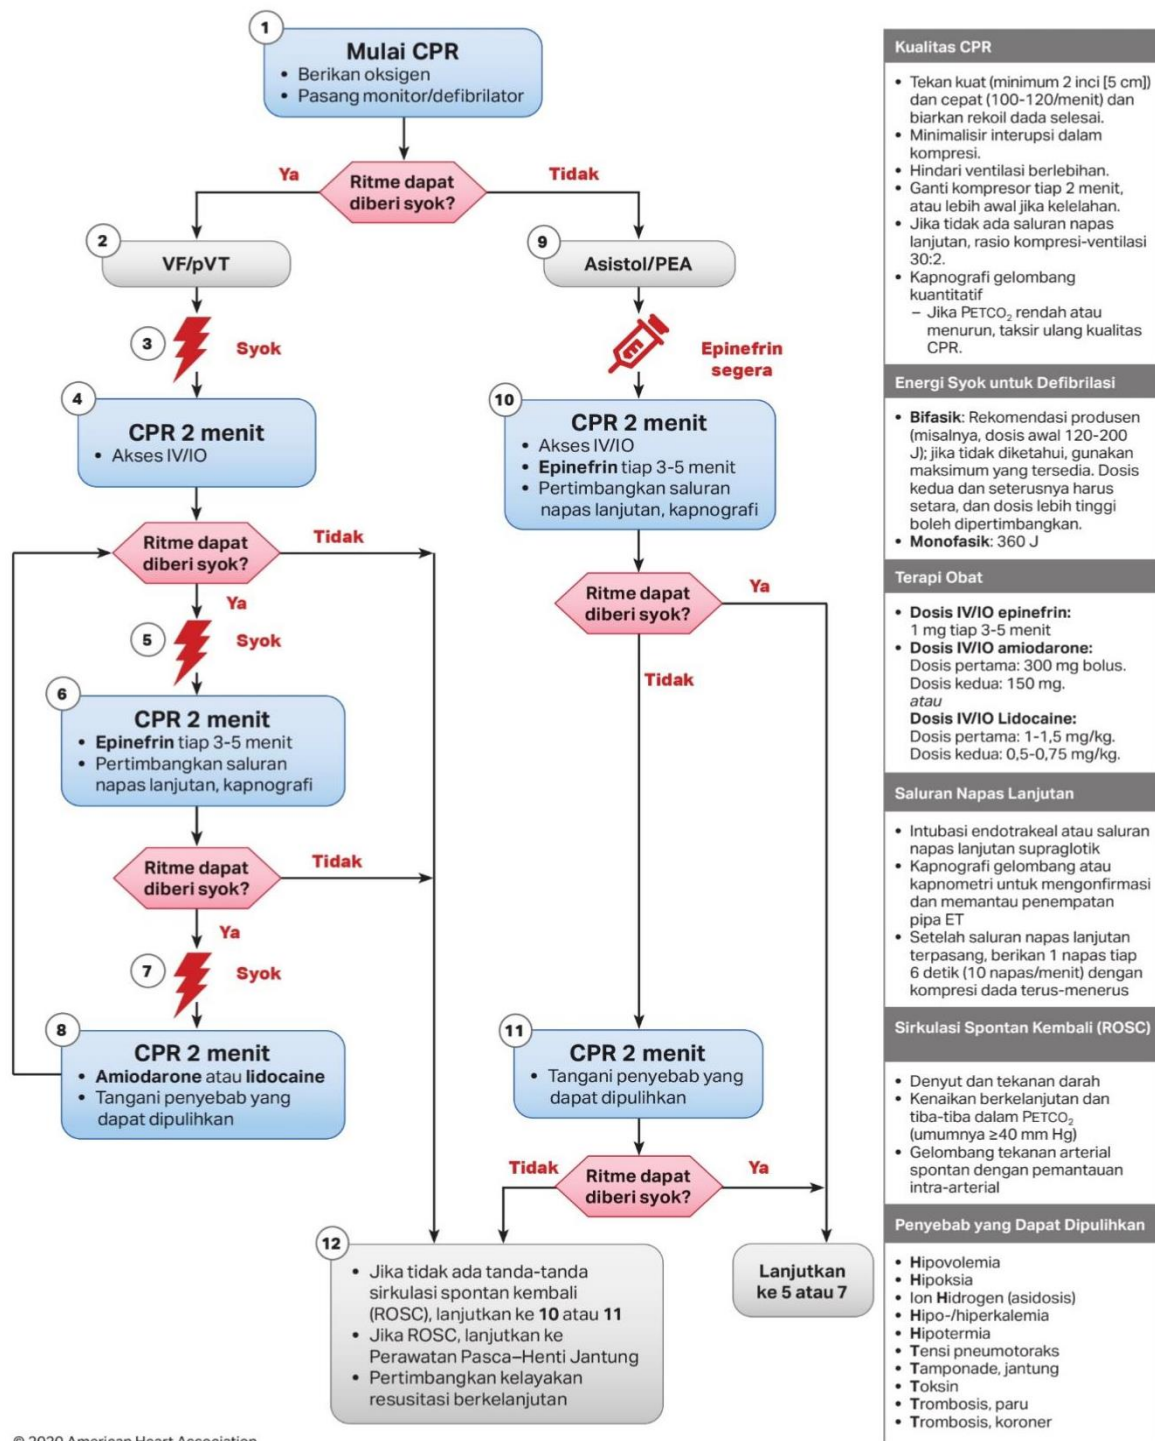 1
Mulai CPR
• Berikan oksigen
• Pasang monitor/defibrilator
Ya
Ritme dapat
diberi syok?
Tidak
2
VF/pVT
9
Asistol/PEA
3
Syok
Epinefrin
segera
4
CPR 2 menit
• Akses IV/IO
10
CPR 2 menit
• Akses IV/IO
• Epinefrin tiap 3-5 menit
• Pertimbangkan saluran
napas lanjutan, kapnografi
Ritme dapat
diberi syok?
Tidak
Ya
Ritme dapat
diberi syok?
Ya
Tidak
5
Syok
6
CPR 2 menit
• Epinefrin tiap 3-5 menit
• Pertimbangkan saluran
napas lanjutan, kapnografi
Ritme dapat
diberi syok?
Tidak
Ya
7
Syok
8
CPR 2 menit
• Amiodarone atau lidocaine
• Tangani penyebab yang
dapat dipulihkan
11
CPR 2 menit
• Tangani penyebab yang
dapat dipulihkan
Tidak
Ritme dapat
diberi syok?
Ya
12
• Jika tidak ada tanda-tanda
sirkulasi spontan kembali
(ROSC), lanjutkan ke 10 atau 11
• Jika ROSC, lanjutkan ke
Perawatan Pasca–Henti Jantung
• Pertimbangkan kelayakan
resusitasi berkelanjutan
Lanjutkan
ke 5 atau 7
Kualitas CPR
• Tekan kuat (minimum 2 inci [5 cm])
dan cepat (100-120/menit) dan
biarkan rekoil dada selesai.
• Minimalisir interupsi dalam
kompresi.
• Hindari ventilasi berlebihan.
• Ganti kompresor tiap 2 menit,
atau lebih awal jika kelelahan.
• Jika tidak ada saluran napas
lanjutan, rasio kompresi-ventilasi
30:2.
• Kapnografi gelombang
kuantitatif
– Jika PETCO₂ rendah atau
menurun, taksir ulang kualitas
CPR.
Energi Syok untuk Defibrilasi
• Bifasik: Rekomendasi produsen
(misalnya, dosis awal 120-200
J); jika tidak diketahui, gunakan
maksimum yang tersedia. Dosis
kedua dan seterusnya harus
setara, dan dosis lebih tinggi
boleh dipertimbangkan.
• Monofasik: 360 J
Terapi Obat
• Dosis IV/IO epinefrin:
1 mg tiap 3-5 menit
• Dosis IV/IO amiodarone:
Dosis pertama: 300 mg bolus.
Dosis kedua: 150 mg.
atau
Dosis IV/IO Lidocaine:
Dosis pertama: 1-1,5 mg/kg.
Dosis kedua: 0,5-0,75 mg/kg.
Saluran Napas Lanjutan
• Intubasi endotrakeal atau saluran
napas lanjutan supraglotik
• Kapnografi gelombang atau
kapnometri untuk mengonfirmasi
dan memantau penempatan
pipa ET
• Setelah saluran napas lanjutan
terpasang, berikan 1 napas tiap
6 detik (10 napas/menit) dengan
kompresi dada terus-menerus
Sirkulasi Spontan Kembali (ROSC)
• Denyut dan tekanan darah
• Kenaikan berkelanjutan dan
tiba-tiba dalam PETCO₂
(umumnya ≥40 mm Hg)
• Gelombang tekanan arterial
spontan dengan pemantauan
intra-arterial
Penyebab yang Dapat Dipulihkan
• Hipovolemia
• Hipoksia
• Ion Hidrogen (asidosis)
• Hipo-/hiperkalemia
• Hipotermia
• Tensi pneumotoraks
• Tamponade, jantung
• Toksin
• Trombosis, paru
• Trombosis, koroner
© 2020 American Heart Association